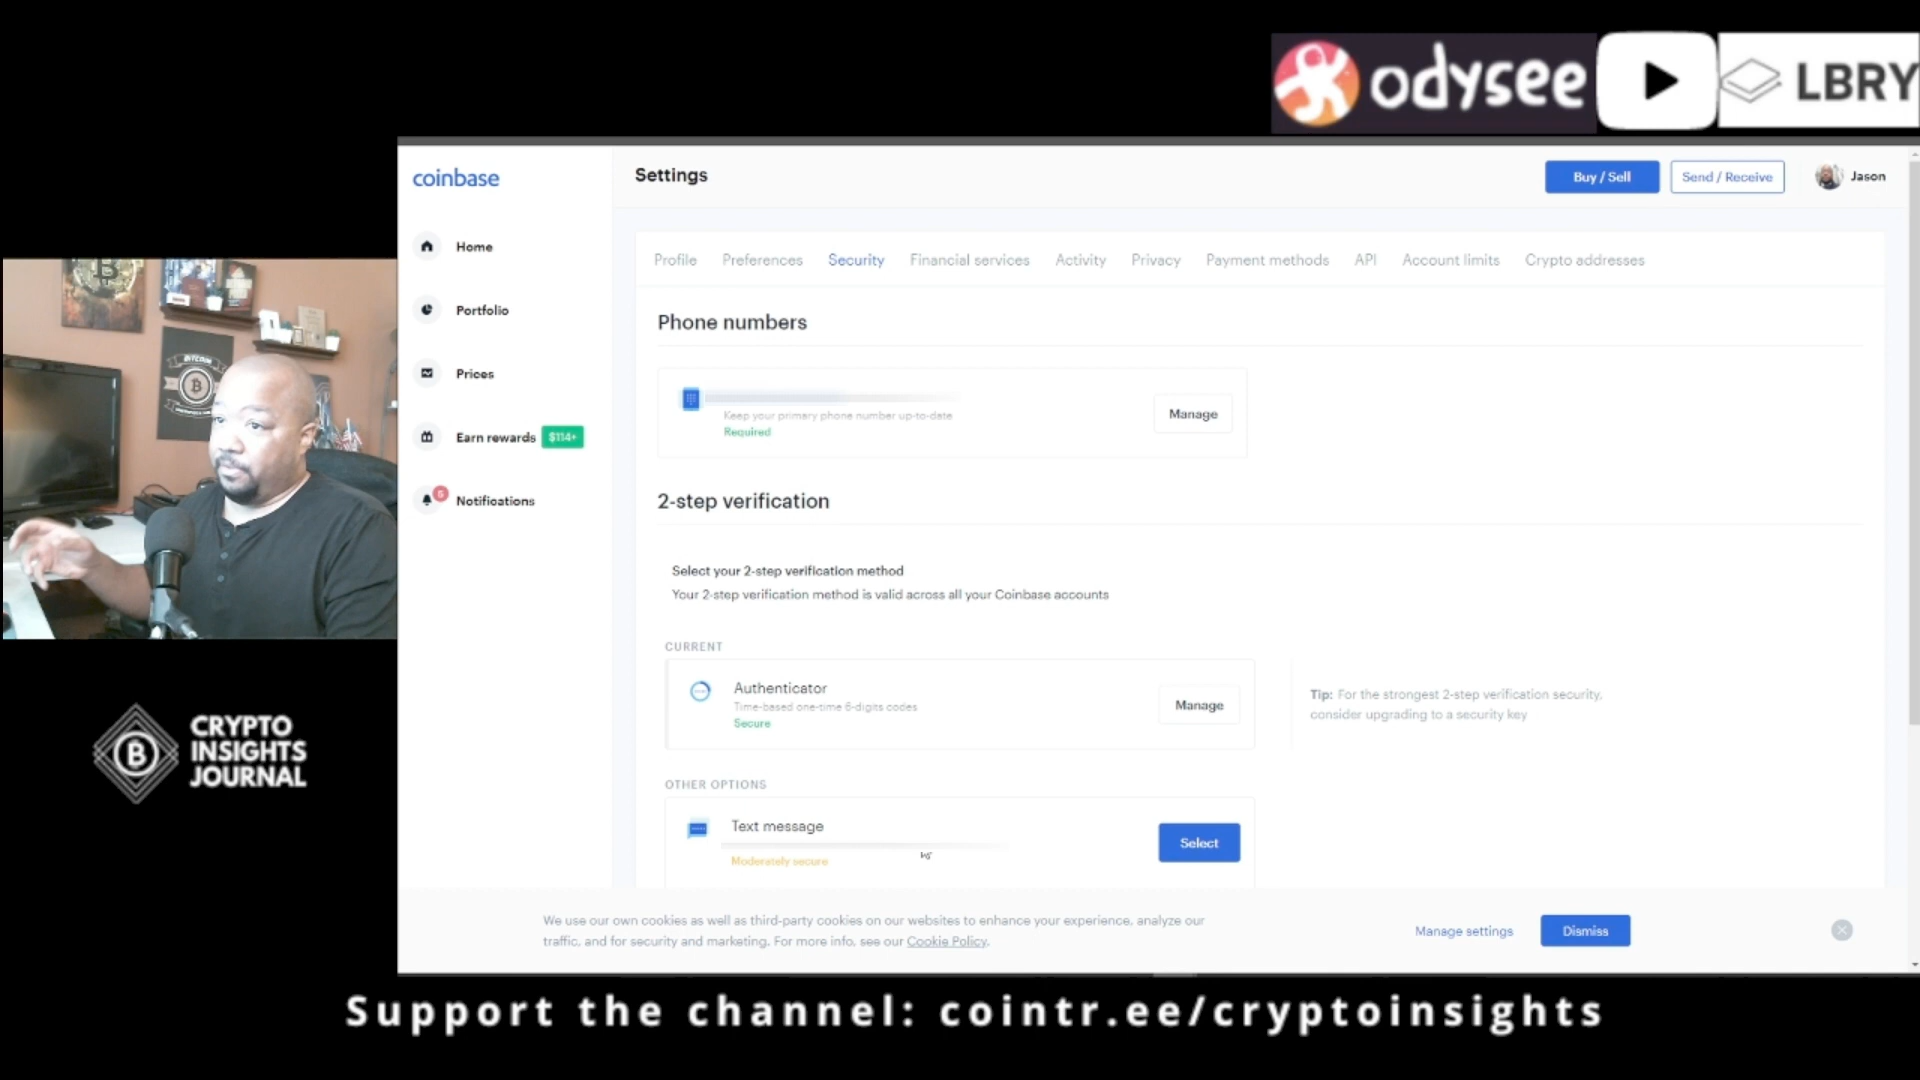 odysee
LBRY
coinbase
Settings
Buy / Sell
Send / Receive
Jason
Home
Portfolio
Prices
Earn rewards
$114+
5
Notifications
Profile
Preferences
Security
Financial services
Activity
Privacy
Payment methods
API
Account limits
Crypto addresses
Phone numbers
Keep your primary phone number up-to-date
Required
Manage
2-step verification
Select your 2-step verification method
Your 2-step verification method is valid across all your Coinbase accounts
CURRENT
Authenticator
Time-based one-time 6-digits codes
Secure
Manage
Tip: For the strongest 2-step verification security,
consider upgrading to a security key
OTHER OPTIONS
Text message
Moderately secure
Select
We use our own cookies as well as third-party cookies on our websites to enhance your experience, analyze our
traffic, and for security and marketing. For more info, see our Cookie Policy.
Manage settings
Dismiss
BITCOIN
CRYPTO
INSIGHTS
JOURNAL
Support the channel: cointr.ee/cryptoinsights